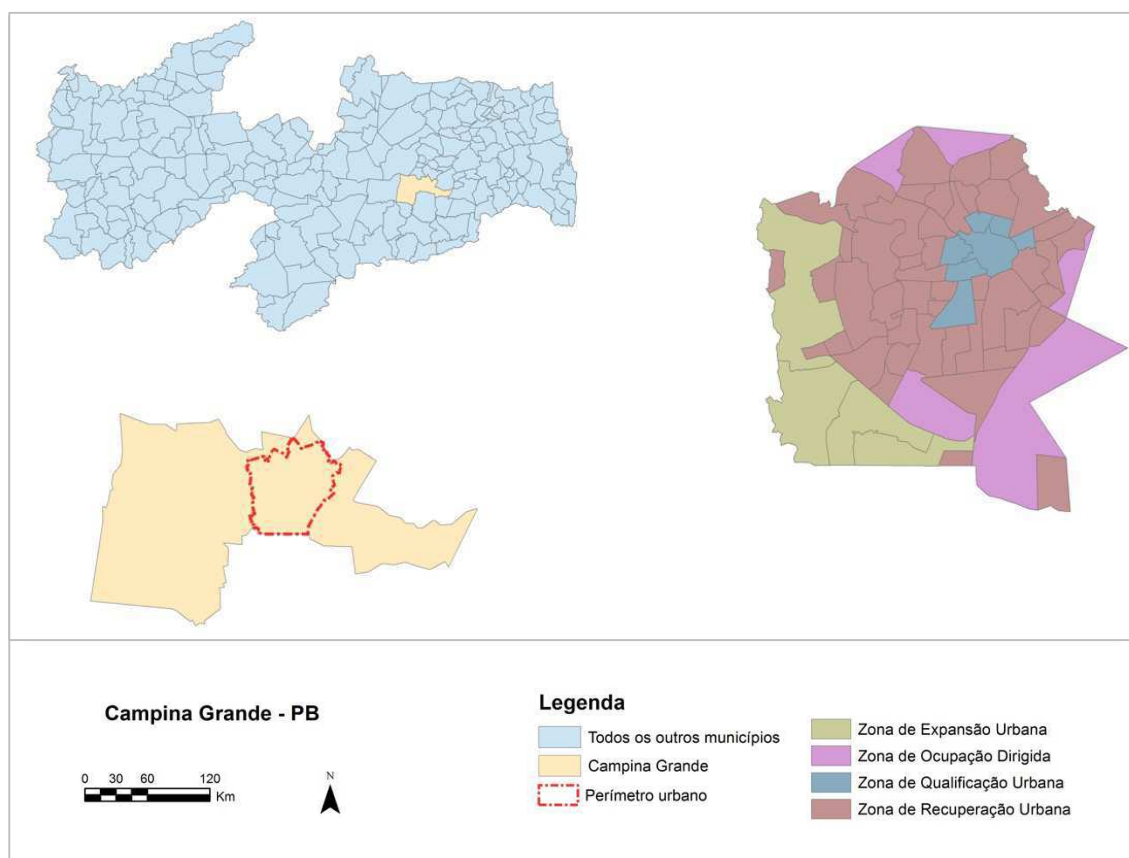 Campina Grande - PB
0 30 60 120
Km
N
Legenda
Todos os outros municípios
Campina Grande
Perímetro urbano
Zona de Expansão Urbana
Zona de Ocupação Dirigida
Zona de Qualificação Urbana
Zona de Recuperação Urbana